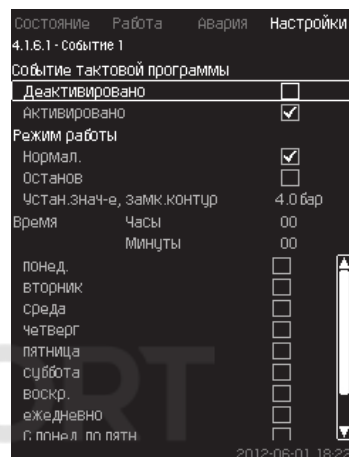 Состояние Работа Авария Настройки
4.1.6.1 - Событие 1
Событие тактовой программы
Деактивировано
Активировано
Режим работы
Нормал.
Останов
Устан.знач-е, замк.контур 4.0 бар
Время Часы 00
Минуты 00
понед.
вторник
среда
четверг
пятница
суббота
воскр.
ежедневно
С понед. по пятн
2012-06-01 18:22